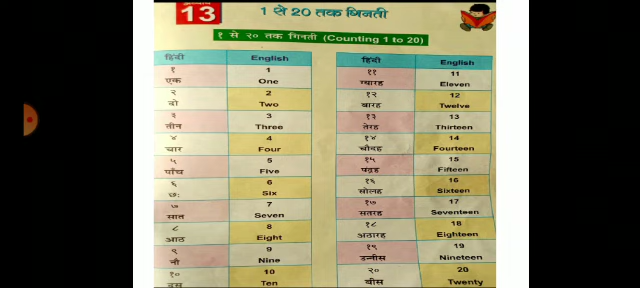 13
१ से 20 तक गिनती
१ से २० तक गिनती (Counting 1 to 20)
हिंदी English
१ 1
एक One
२ 2
दो Two
३ 3
तीन Three
४ 4
चार Four
५ 5
पाँच Five
६ 6
छः Six
७ 7
सात Seven
८ 8
आठ Eight
९ 9
नौ Nine
१० 10
दस Ten
हिंदी English
११ 11
ग्यारह Eleven
१२ 12
बारह Twelve
१३ 13
तेरह Thirteen
१४ 14
चौदह Fourteen
१५ 15
पंद्रह Fifteen
१६ 16
सोलह Sixteen
१७ 17
सतरह Seventeen
१८ 18
अठारह Eighteen
१९ 19
उन्नीस Nineteen
२० 20
बीस Twenty